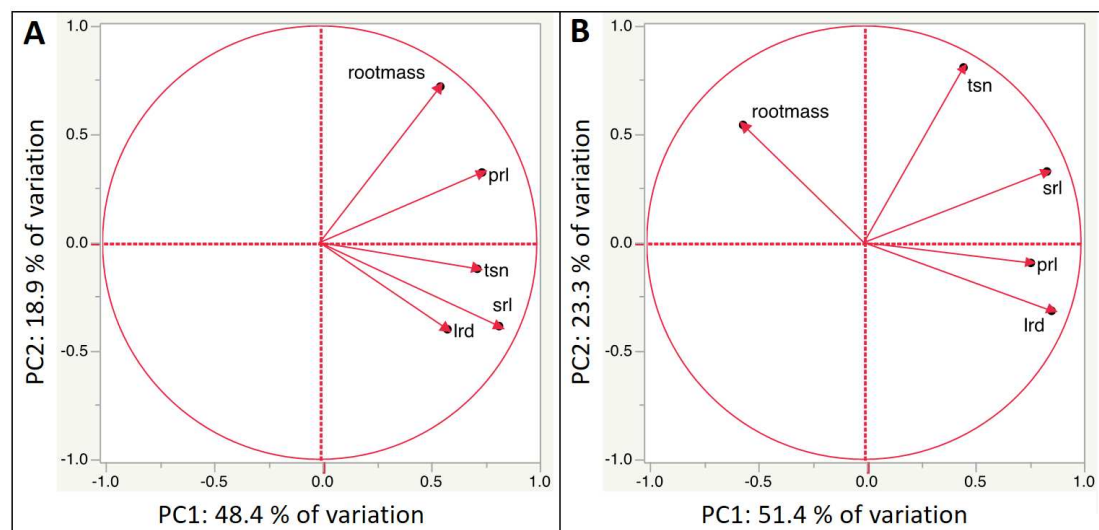 A
1.0
0.5
0.0
-0.5
-1.0
PC2: 18.9 % of variation
rootmass
prl
tsn
srl
lrd
-1.0 -0.5 0.0 0.5 1.0
PC1: 48.4 % of variation
B
1.0
0.5
0.0
-0.5
-1.0
PC2: 23.3 % of variation
tsn
rootmass
srl
prl
lrd
-1.0 -0.5 0.0 0.5 1.0
PC1: 51.4 % of variation